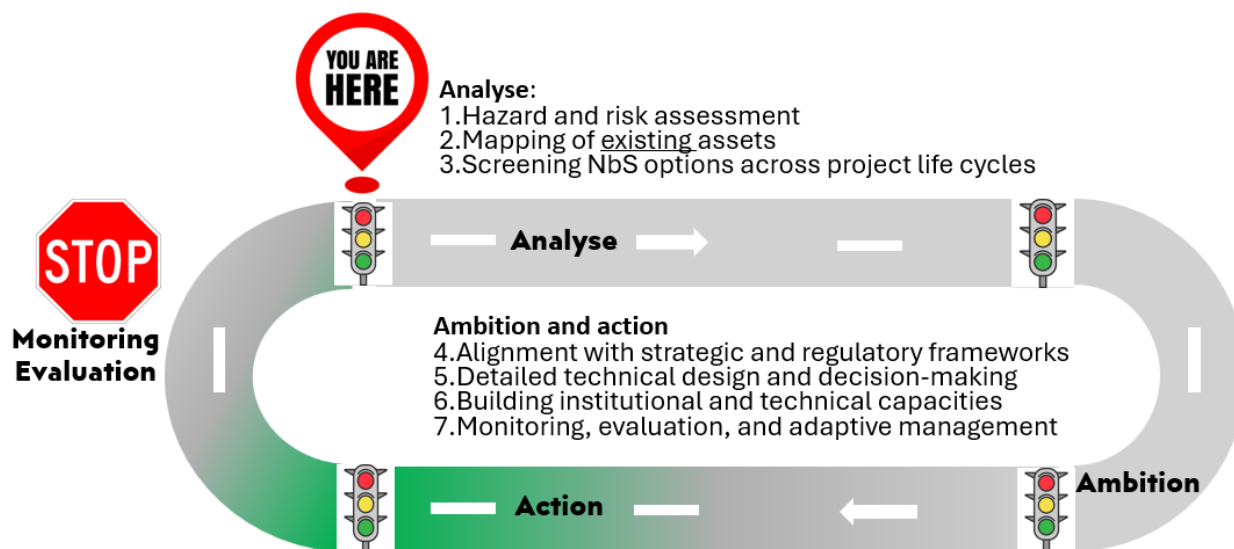 YOU ARE
HERE
Analyse:
1.Hazard and risk assessment
2.Mapping of existing assets
3.Screening NbS options across project life cycles
Analyse
STOP
Monitoring
Evaluation
Ambition and action
4.Alignment with strategic and regulatory frameworks
5.Detailed technical design and decision-making
6.Building institutional and technical capacities
7.Monitoring, evaluation, and adaptive management
Ambition
Action